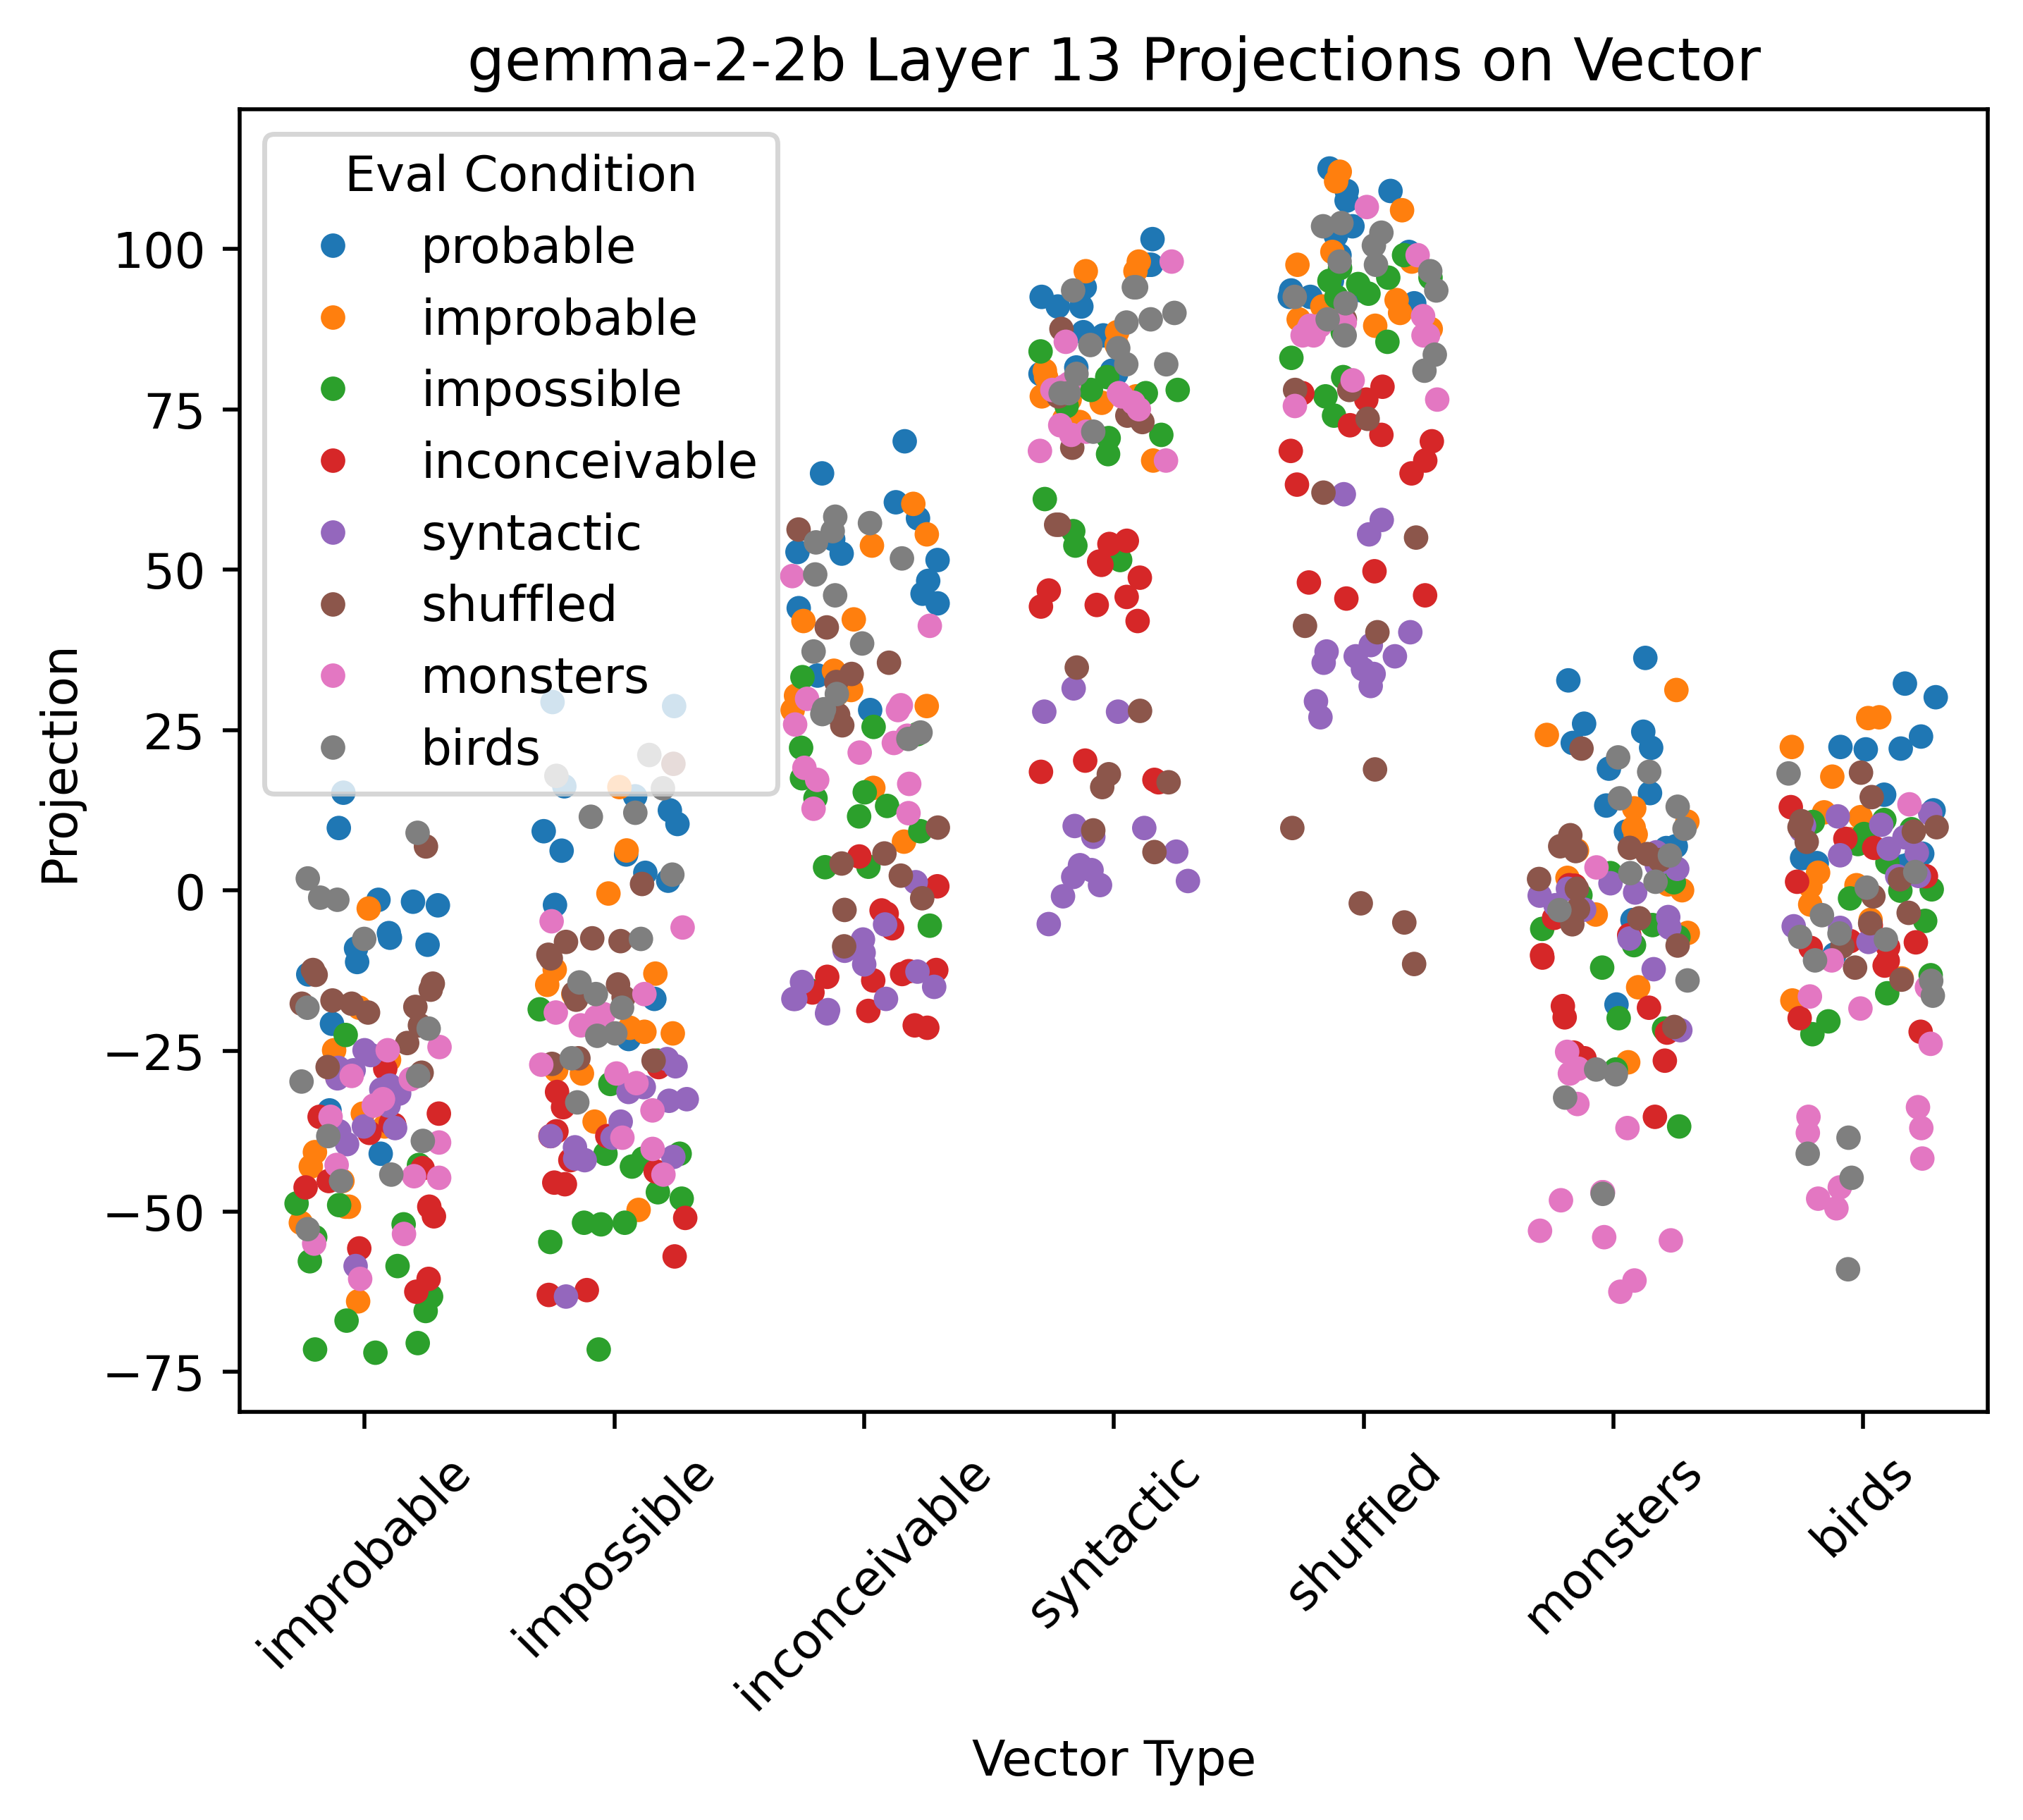 gemma-2-2b Layer 13 Projections on Vector
Eval Condition
probable
improbable
impossible
inconceivable
syntactic
shuffled
monsters
birds
Projection
100
75
50
25
0
−25
−50
−75
improbable
impossible
inconceivable
syntactic
shuffled
monsters
birds
Vector Type